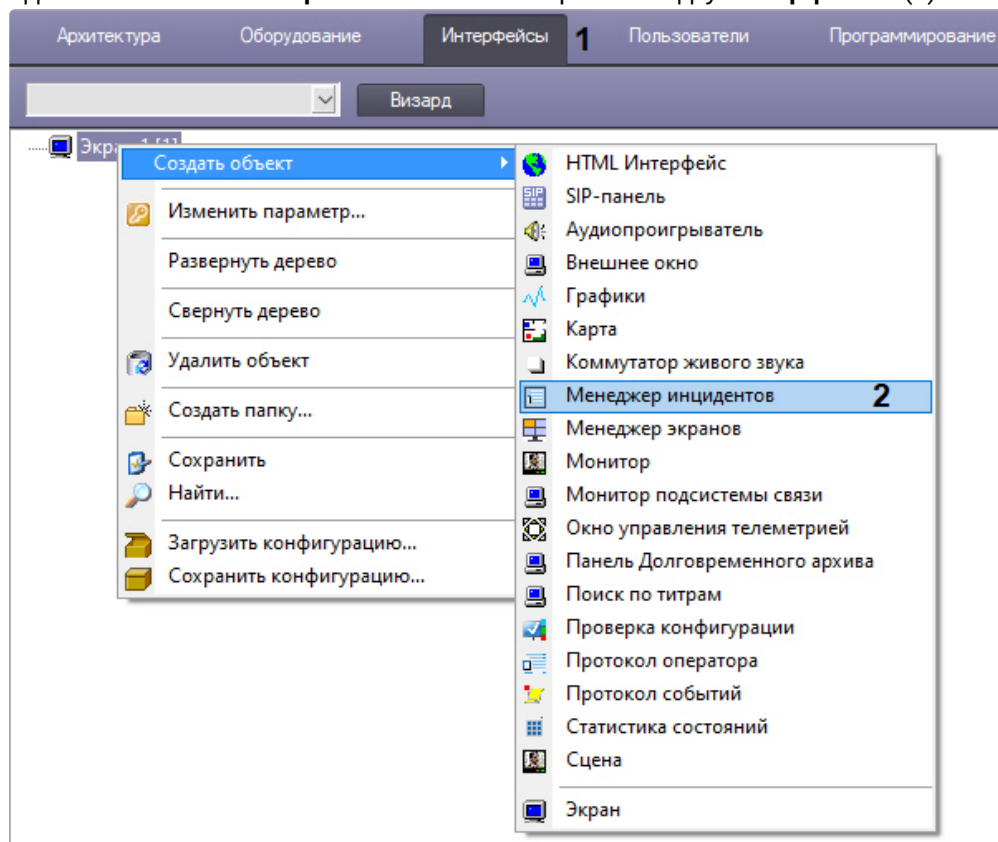 Архитектура Оборудование Интерфейсы 1 Пользователи Программирование
Визард
Создать объект
Изменить параметр...
Развернуть дерево
Свернуть дерево
Удалить объект
Создать папку...
Сохранить
Найти...
Загрузить конфигурацию...
Сохранить конфигурацию...
HTML Интерфейс
SIP-панель
Аудиопроигрыватель
Внешнее окно
Графики
Карта
Коммутатор живого звука
Менеджер инцидентов 2
Менеджер экранов
Монитор
Монитор подсистемы связи
Окно управления телеметрией
Панель Долговременного архива
Поиск по титрам
Проверка конфигурации
Протокол оператора
Протокол событий
Статистика состояний
Сцена
Экран